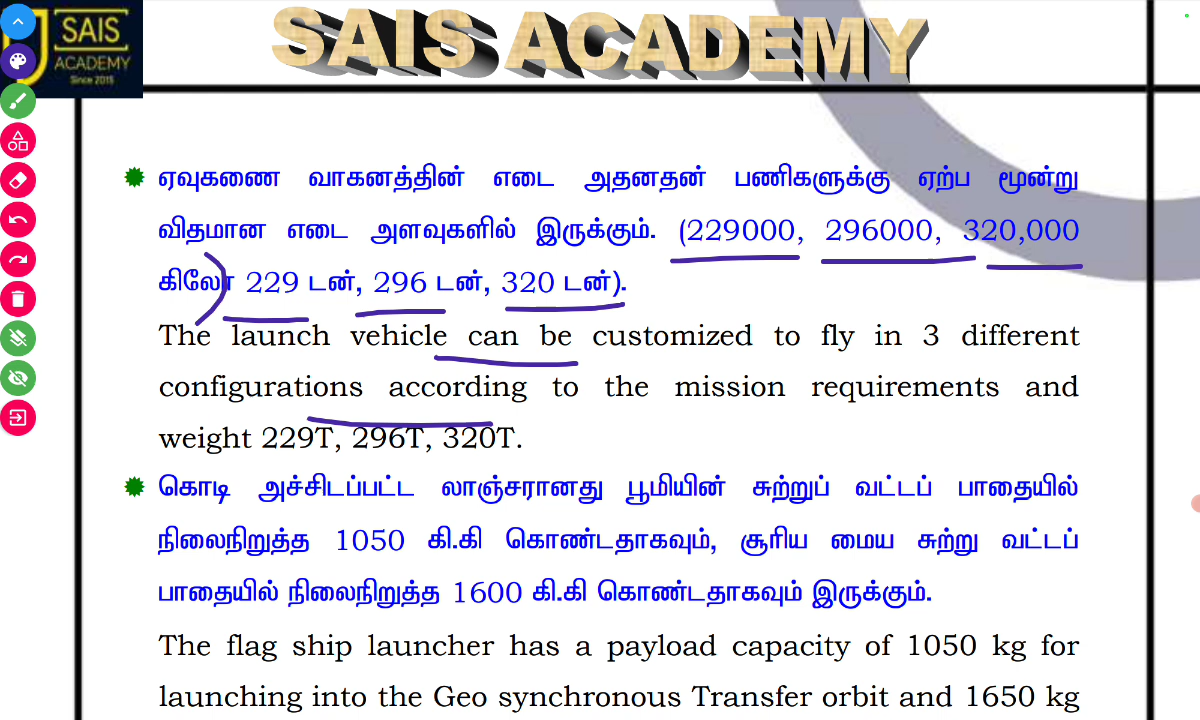 SAIS
ACADEMY
Since 2015
SAIS ACADEMY
ஏவுகணை வாகனத்தின் எடை அதனதன் பணிகளுக்கு ஏற்ப மூன்று
விதமான எடை அளவுகளில் இருக்கும். (229000, 296000, 320,000
கிலோ 229 டன், 296 டன், 320 டன்).
The launch vehicle can be customized to fly in 3 different
configurations according to the mission requirements and
weight 229T, 296T, 320T.
கொடி அச்சிடப்பட்ட லாஞ்சரானது பூமியின் சுற்றுப் வட்டப் பாதையில்
நிலைநிறுத்த 1050 கி.கி கொண்டதாகவும், சூரிய மைய சுற்று வட்டப்
பாதையில் நிலைநிறுத்த 1600 கி.கி கொண்டதாகவும் இருக்கும்.
The flag ship launcher has a payload capacity of 1050 kg for
launching into the Geo synchronous Transfer orbit and 1650 kg